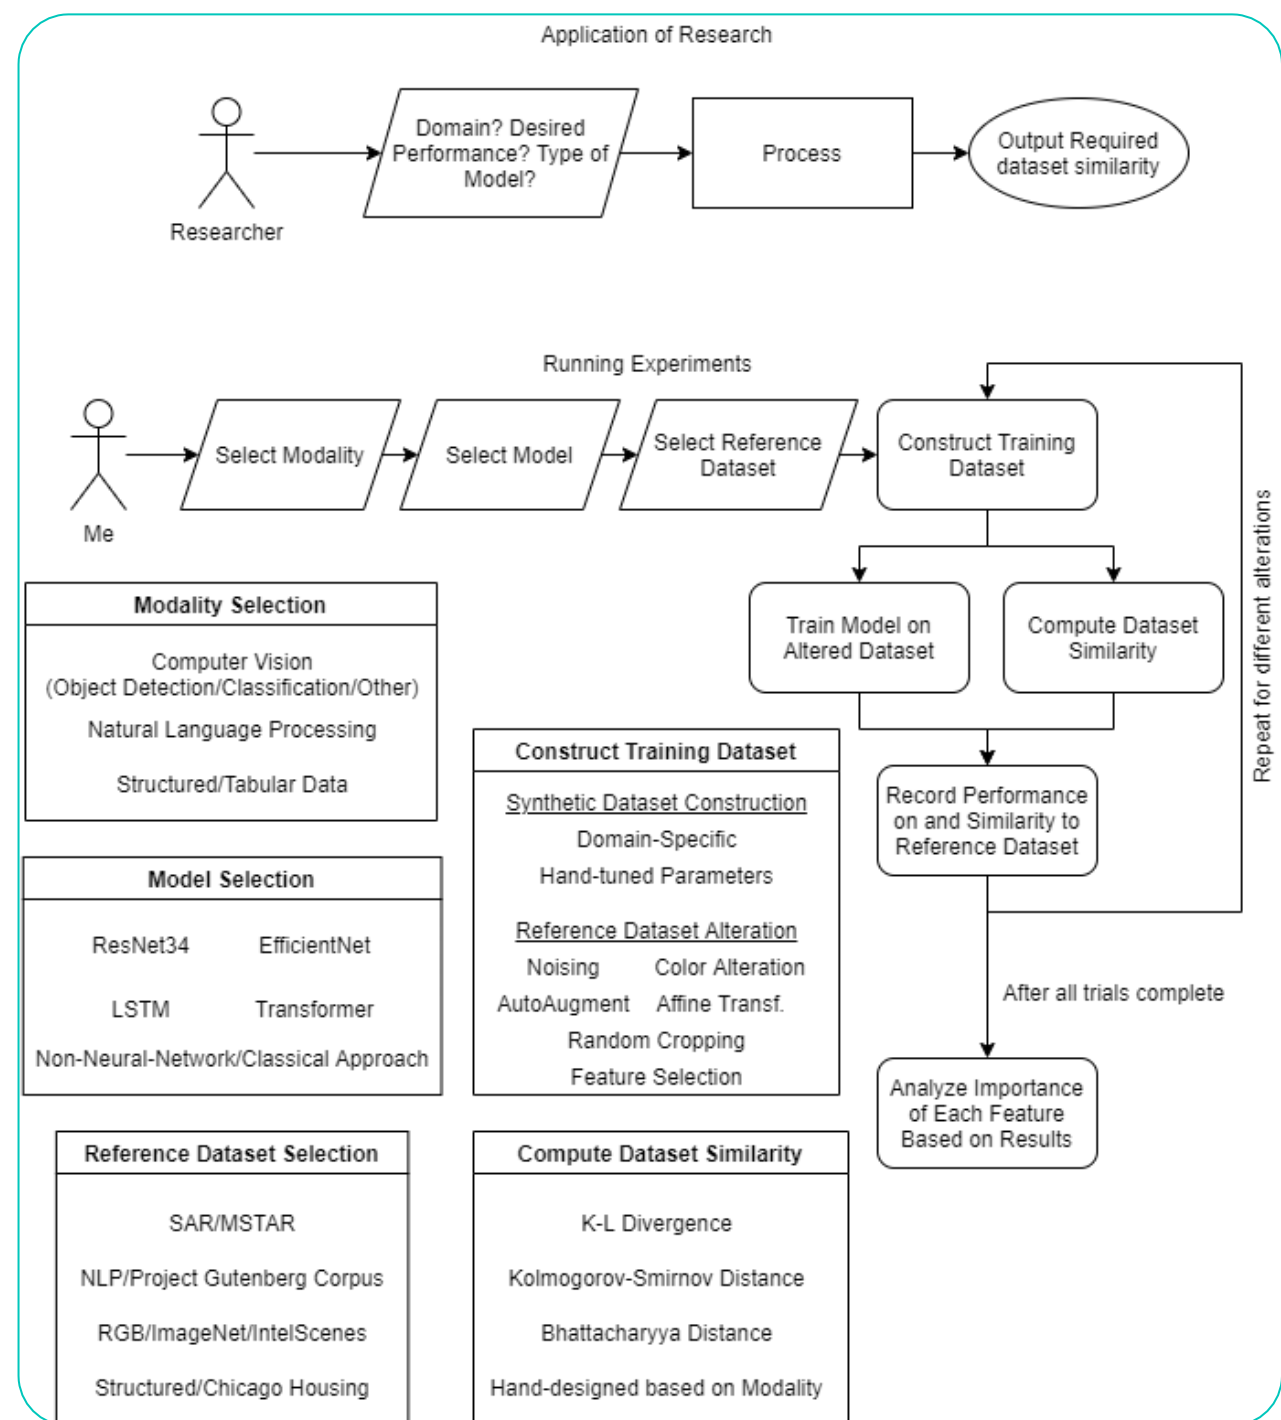 Application of Research
Domain? Desired
Performance? Type of
Model?
Process
Output Required
dataset similarity
Researcher
Running Experiments
Select Modality
Select Model
Select Reference
Dataset
Construct Training
Dataset
Me
Repeat for different alterations
Train Model on
Altered Dataset
Compute Dataset
Similarity
Record Performance
on and Similarity to
Reference Dataset
After all trials complete
Analyze Importance
of Each Feature
Based on Results
Modality Selection
Computer Vision
(Object Detection/Classification/Other)
Natural Language Processing
Structured/Tabular Data
Model Selection
ResNet34 EfficientNet
LSTM Transformer
Non-Neural-Network/Classical Approach
Reference Dataset Selection
SAR/MSTAR
NLP/Project Gutenberg Corpus
RGB/ImageNet/IntelScenes
Structured/Chicago Housing
Construct Training Dataset
Synthetic Dataset Construction
Domain-Specific
Hand-tuned Parameters
Reference Dataset Alteration
Noising Color Alteration
AutoAugment Affine Transf.
Random Cropping
Feature Selection
Compute Dataset Similarity
K-L Divergence
Kolmogorov-Smirnov Distance
Bhattacharyya Distance
Hand-designed based on Modality